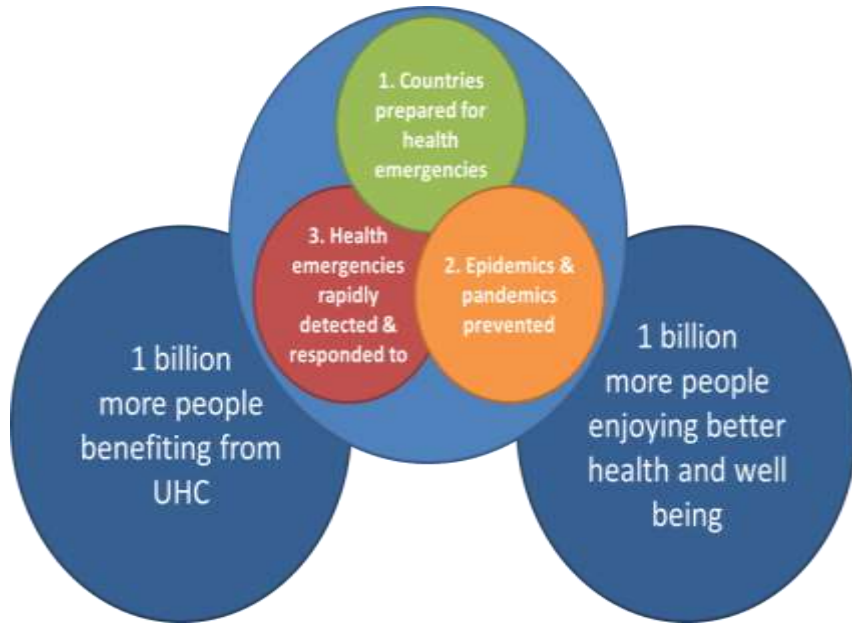 1. Countries
prepared for
health
emergencies
3. Health
emergencies
rapidly
detected &
responded to
2. Epidemics &
pandemics
prevented
1 billion
more people
benefiting from
UHC
1 billion
more people
enjoying better
health and well
being